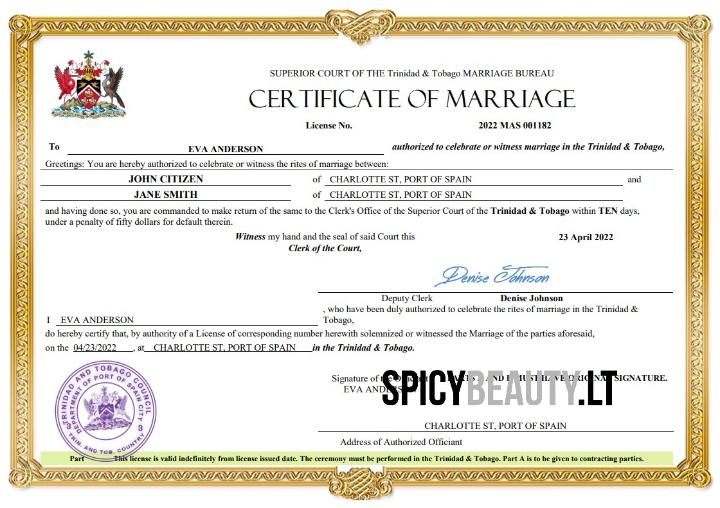 SUPERIOR COURT OF THE Trinidad & Tobago MARRIAGE BUREAU
CERTIFICATE OF MARRIAGE
License No. 2022 MAS 001182
To EVA ANDERSON authorized to celebrate or witness marriage in the Trinidad & Tobago,
Greetings: You are hereby authorized to celebrate or witness the rites of marriage between:
JOHN CITIZEN of CHARLOTTE ST, PORT OF SPAIN and
JANE SMITH of CHARLOTTE ST, PORT OF SPAIN
and having done so, you are commanded to make return of the same to the Clerk's Office of the Superior Court of the Trinidad & Tobago within TEN days,
under a penalty of fifty dollars for default therein.
Witness my hand and the seal of said Court this 23 April 2022
Clerk of the Court,
Denise Johnson
Deputy Clerk Denise Johnson
I EVA ANDERSON , who have been duly authorized to celebrate the rites of marriage in the Trinidad &
Tobago,
do hereby certify that, by authority of a License of corresponding number herewith solemnized or witnessed the Marriage of the parties aforesaid,
on the 04/23/2022 , at CHARLOTTE ST, PORT OF SPAIN in the Trinidad & Tobago.
Signature of the SIGNATURE.
EVA
SPICYBEAUTY.LT
CHARLOTTE ST, PORT OF SPAIN
Address of Authorized Officiant
TRINIDAD AND TOBAGO COUNCIL
DEPARTMENT OF PORT OF SPAIN CITY
TRIN. AND TOB. COUNTRY
Part This license is valid indefinitely from license issued date. The ceremony must be performed in the Trinidad & Tobago. Part A is to be given to contracting parties.